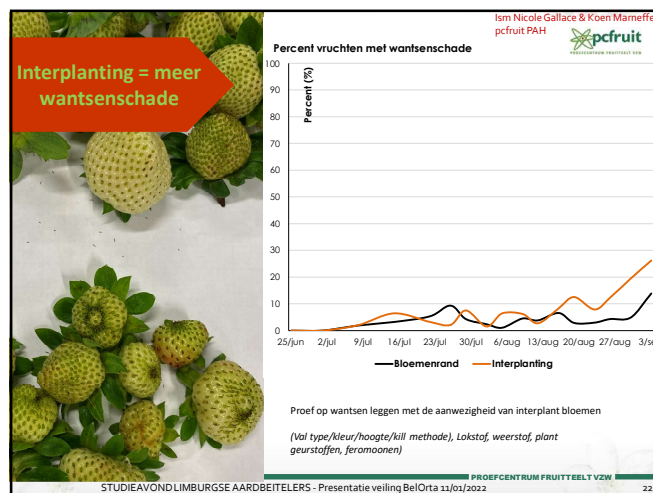 Ism Nicole Gallace & Koen Marneffe
pcfruit PAH
pcfruit
PROEFCENTRUM FRUITTEELT VZW
Interplanting = meer
wantsenschade
Percent vruchten met wantsenschade
Percent (%)
100
90
80
70
60
50
40
30
20
10
0
25/jun 2/jul 9/jul 16/jul 23/jul 30/jul 6/aug 13/aug 20/aug 27/aug 3/se
Bloemenrand Interplanting
Proef op wantsen leggen met de aanwezigheid van interplant bloemen
(Val type/kleur/hoogte/kill methode), Lokstof, weerstof, plant
geurstoffen, feromoonen)
PROEFCENTRUM FRUITTEELT VZW
STUDIEAVOND LIMBURGSE AARDBEITELERS - Presentatie veiling BelOrta 11/01/2022 22